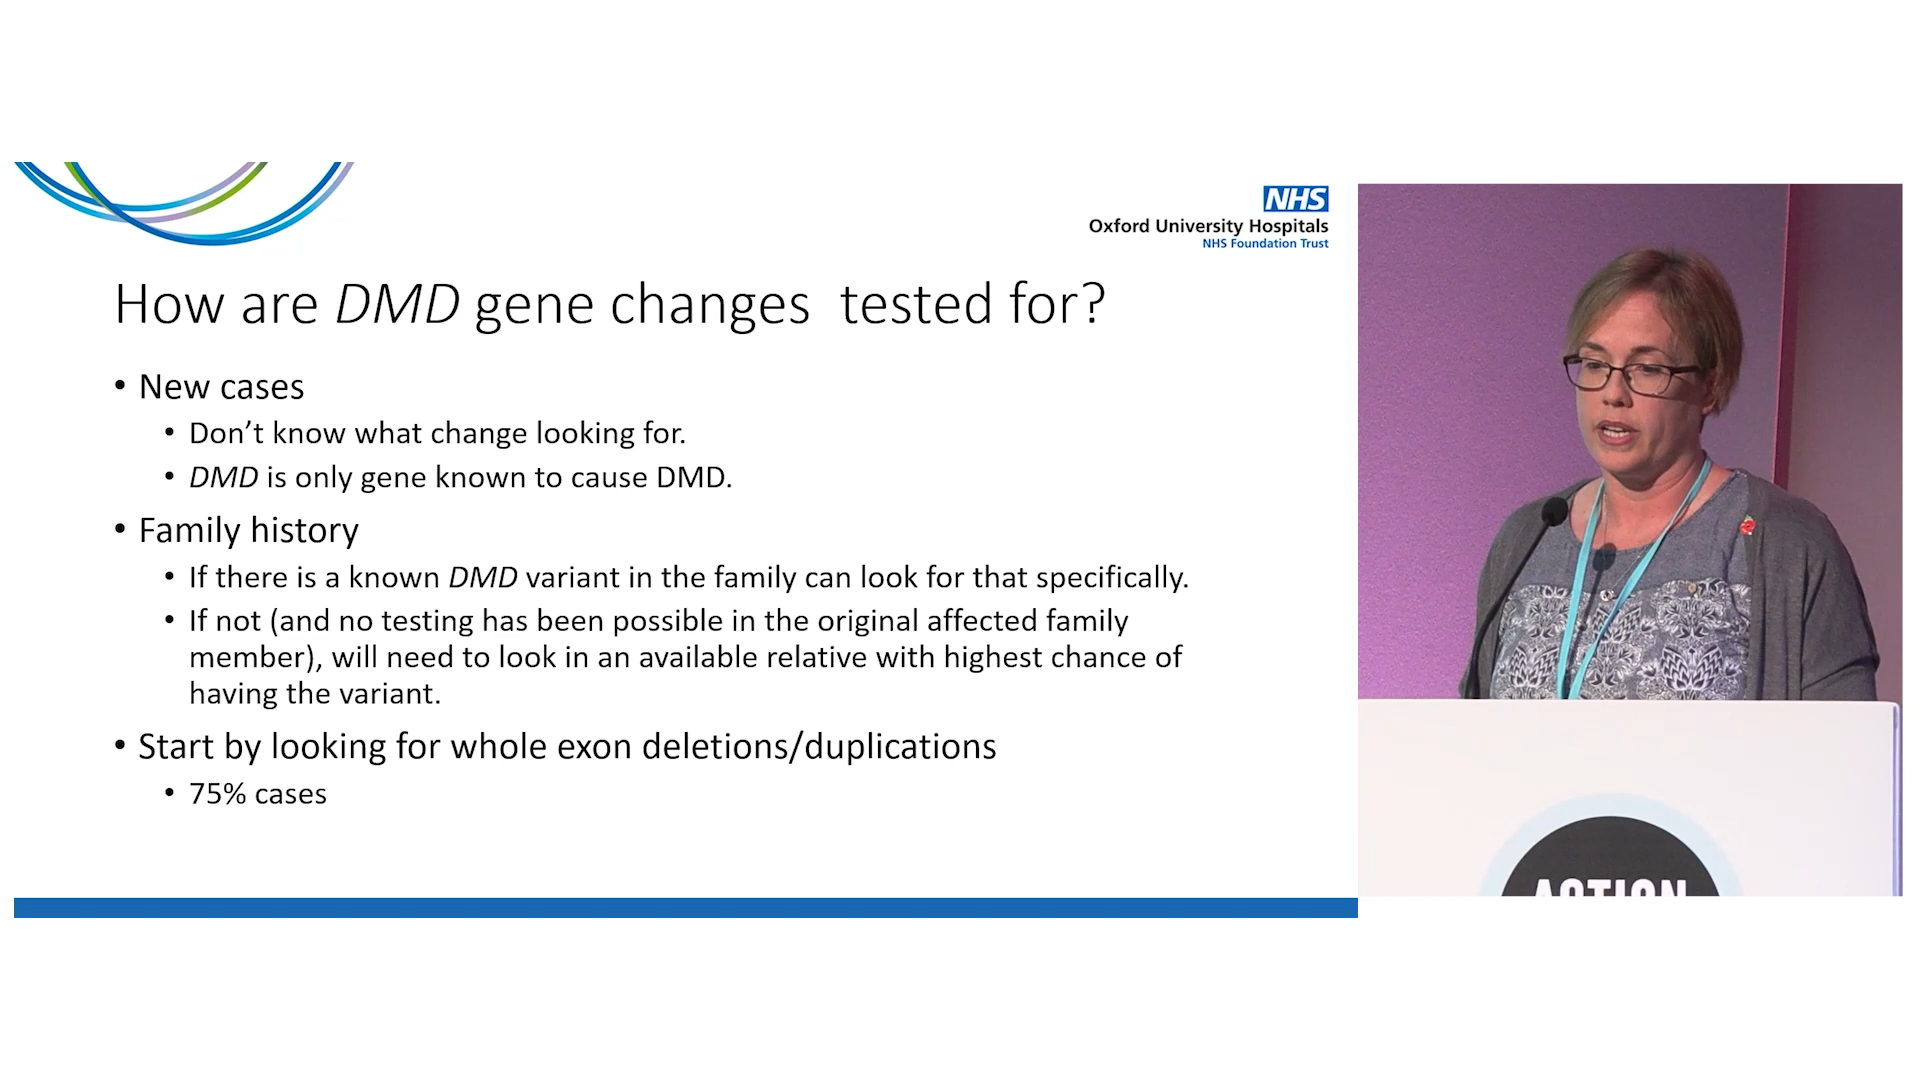 NHS
Oxford University Hospitals
NHS Foundation Trust
How are DMD gene changes  tested for?
• New cases
• Don’t know what change looking for.
• DMD is only gene known to cause DMD.
• Family history
• If there is a known DMD variant in the family can look for that specifically.
• If not (and no testing has been possible in the original affected family
member), will need to look in an available relative with highest chance of
having the variant.
• Start by looking for whole exon deletions/duplications
• 75% cases
ACTION